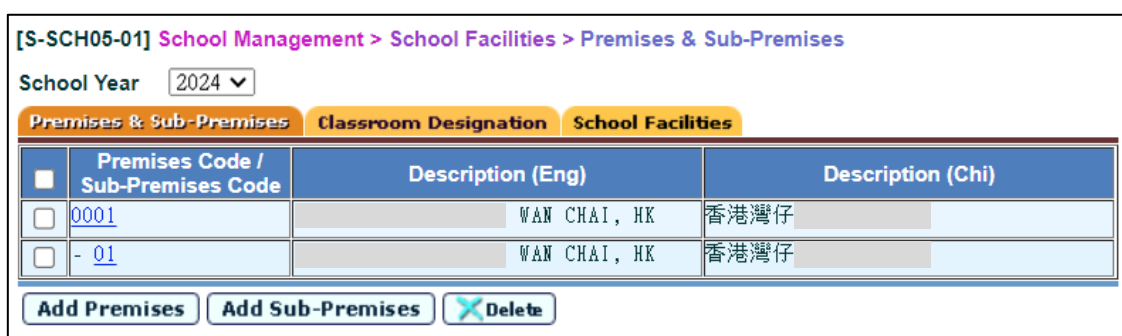 [S-SCH05-01] School Management > School Facilities > Premises & Sub-Premises
School Year 2024
Premises & Sub-Premises Classroom Designation School Facilities
Premises Code / Sub-Premises Code Description (Eng) Description (Chi)
0001 WAN CHAI, HK 香港灣仔
- 01 WAN CHAI, HK 香港灣仔
Add Premises Add Sub-Premises Delete